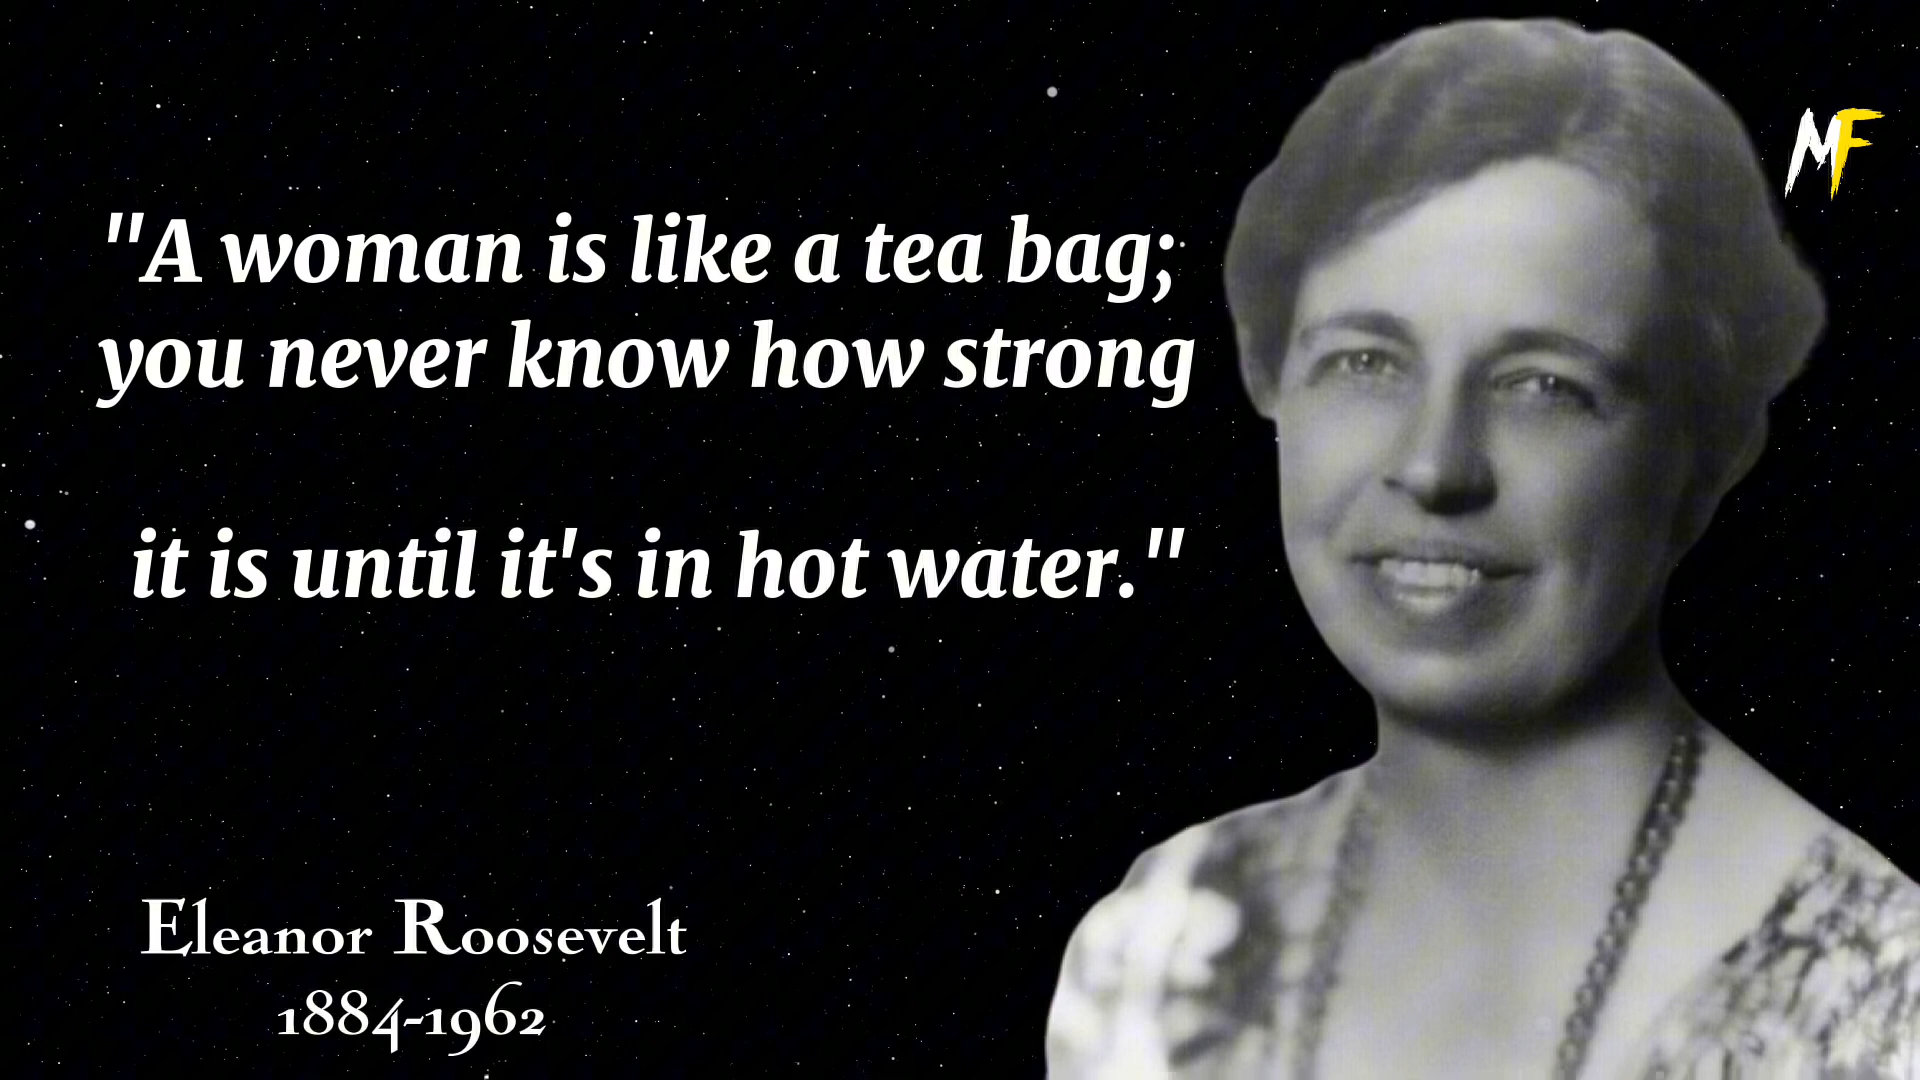 "A woman is like a tea bag;
you never know how strong
it is until it's in hot water."
Eleanor Roosevelt
1884-1962
MF